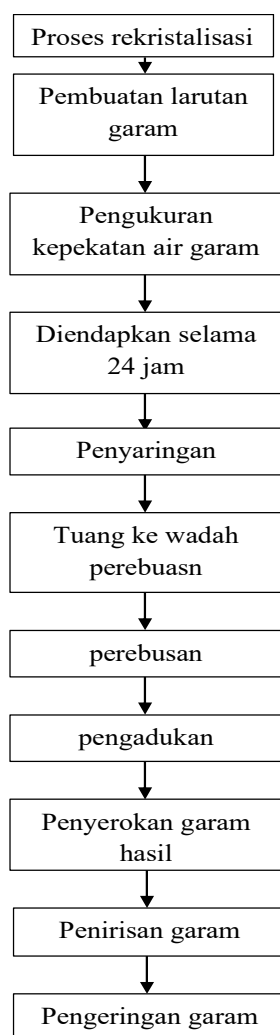 Proses rekristalisasi
Pembuatan larutan
garam
Pengukuran
kepekatan air garam
Diendapkan selama
24 jam
Penyaringan
Tuang ke wadah
perebuasn
perebusan
pengadukan
Penyerokan garam
hasil
Penirisan garam
Pengeringan garam